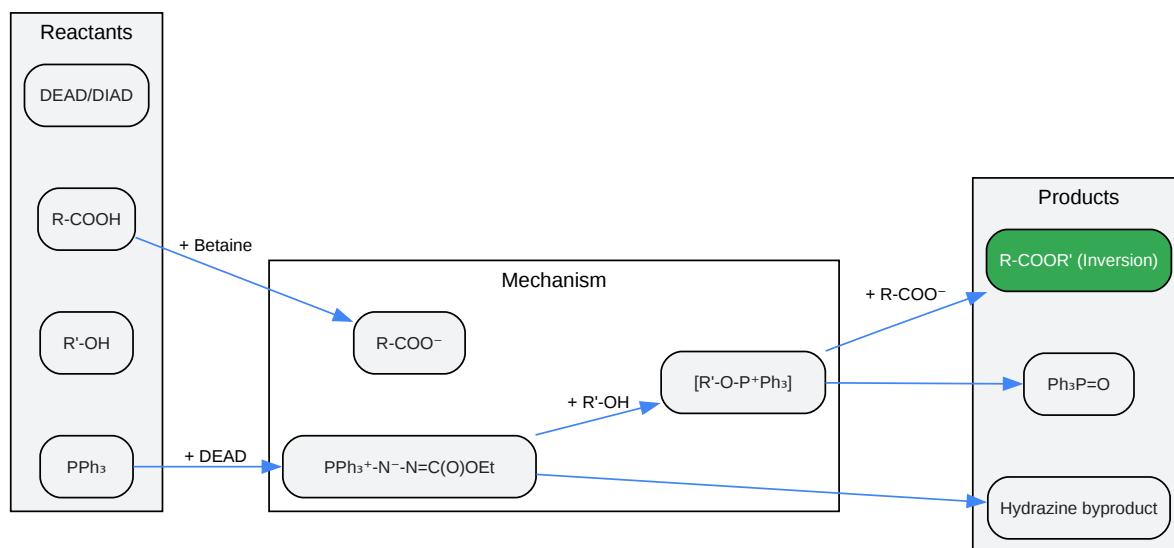 Reactants
DEAD/DIAD
R-COOH
R'-OH
PPh₃
+ Betaine
+ DEAD
Mechanism
R-COO⁻
PPh₃⁺-N⁻-N=C(O)OEt
+ R'-OH
[R'-O-P⁺Ph₃]
+ R-COO⁻
Products
R-COOR' (Inversion)
Ph₃P=O
Hydrazine byproduct